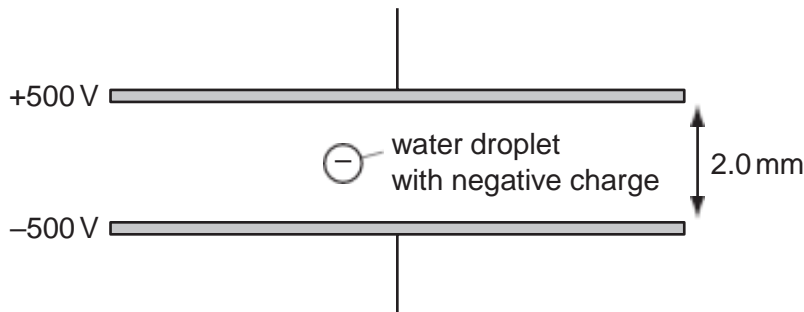 +500 V
water droplet
with negative charge
2.0 mm
–500 V